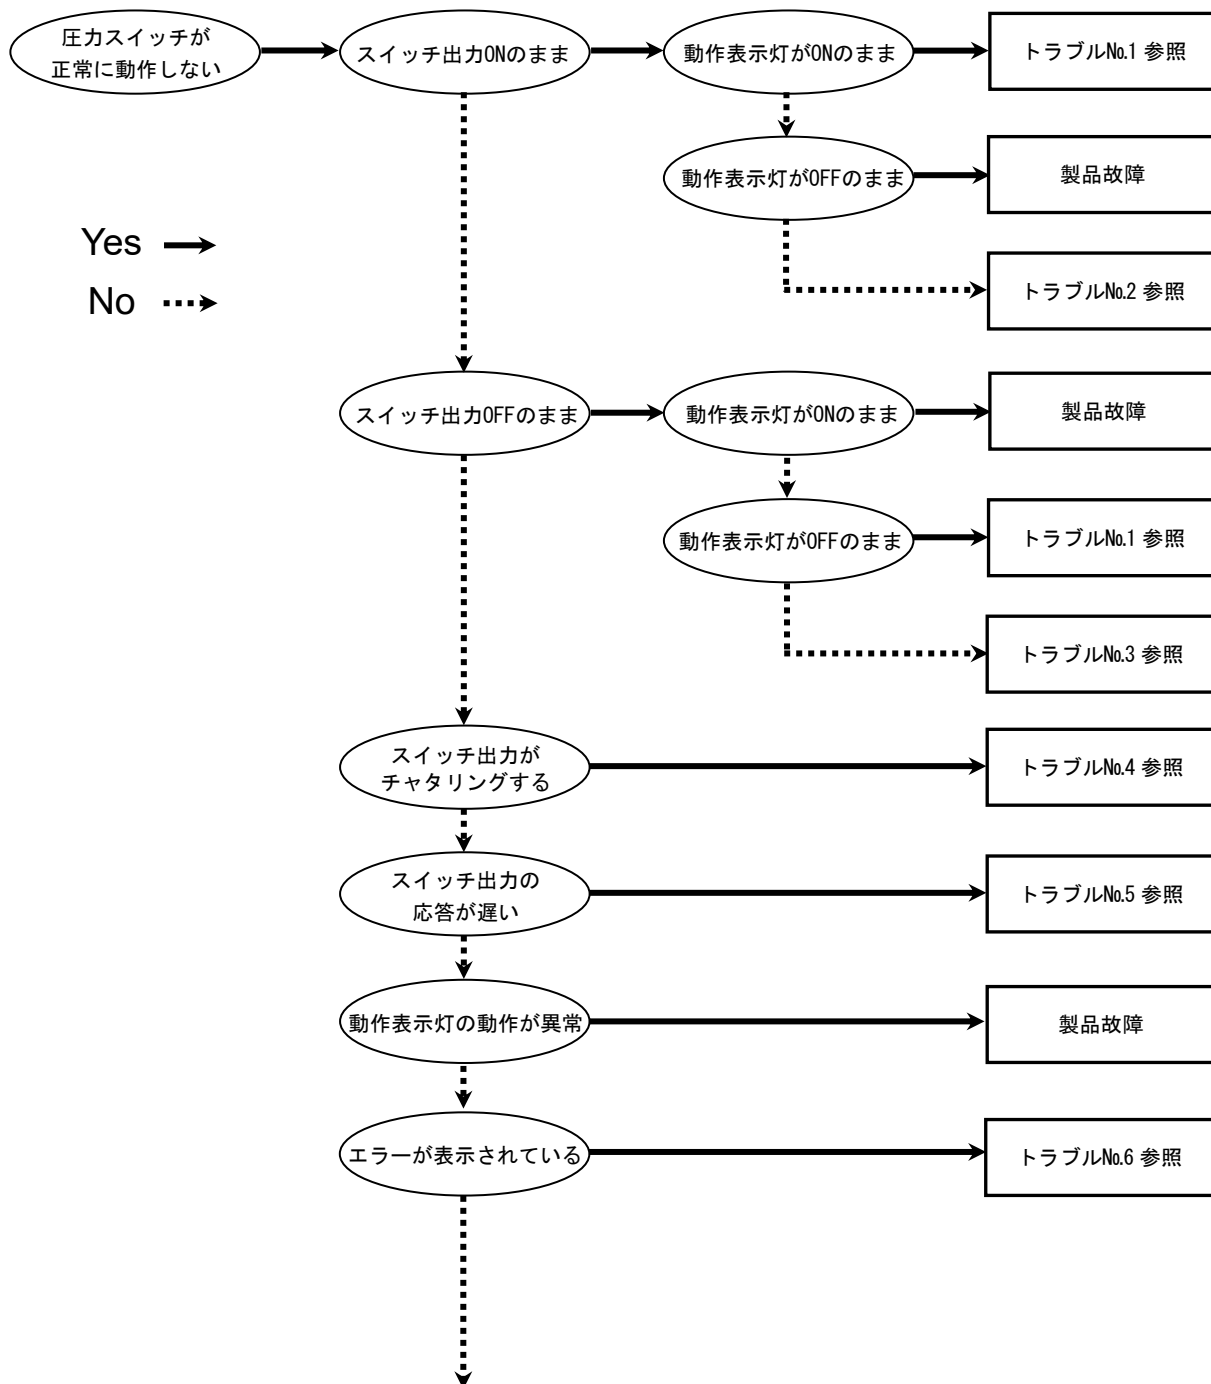 圧力スイッチが
正常に動作しない
スイッチ出力ONのまま
動作表示灯がONのまま
トラブル№1 参照
動作表示灯がOFFのまま
製品故障
Yes
No
トラブル№2 参照
スイッチ出力OFFのまま
動作表示灯がONのまま
製品故障
動作表示灯がOFFのまま
トラブル№1 参照
トラブル№3 参照
スイッチ出力が
チャタリングする
トラブル№4 参照
スイッチ出力の
応答が遅い
トラブル№5 参照
動作表示灯の動作が異常
製品故障
エラーが表示されている
トラブル№6 参照